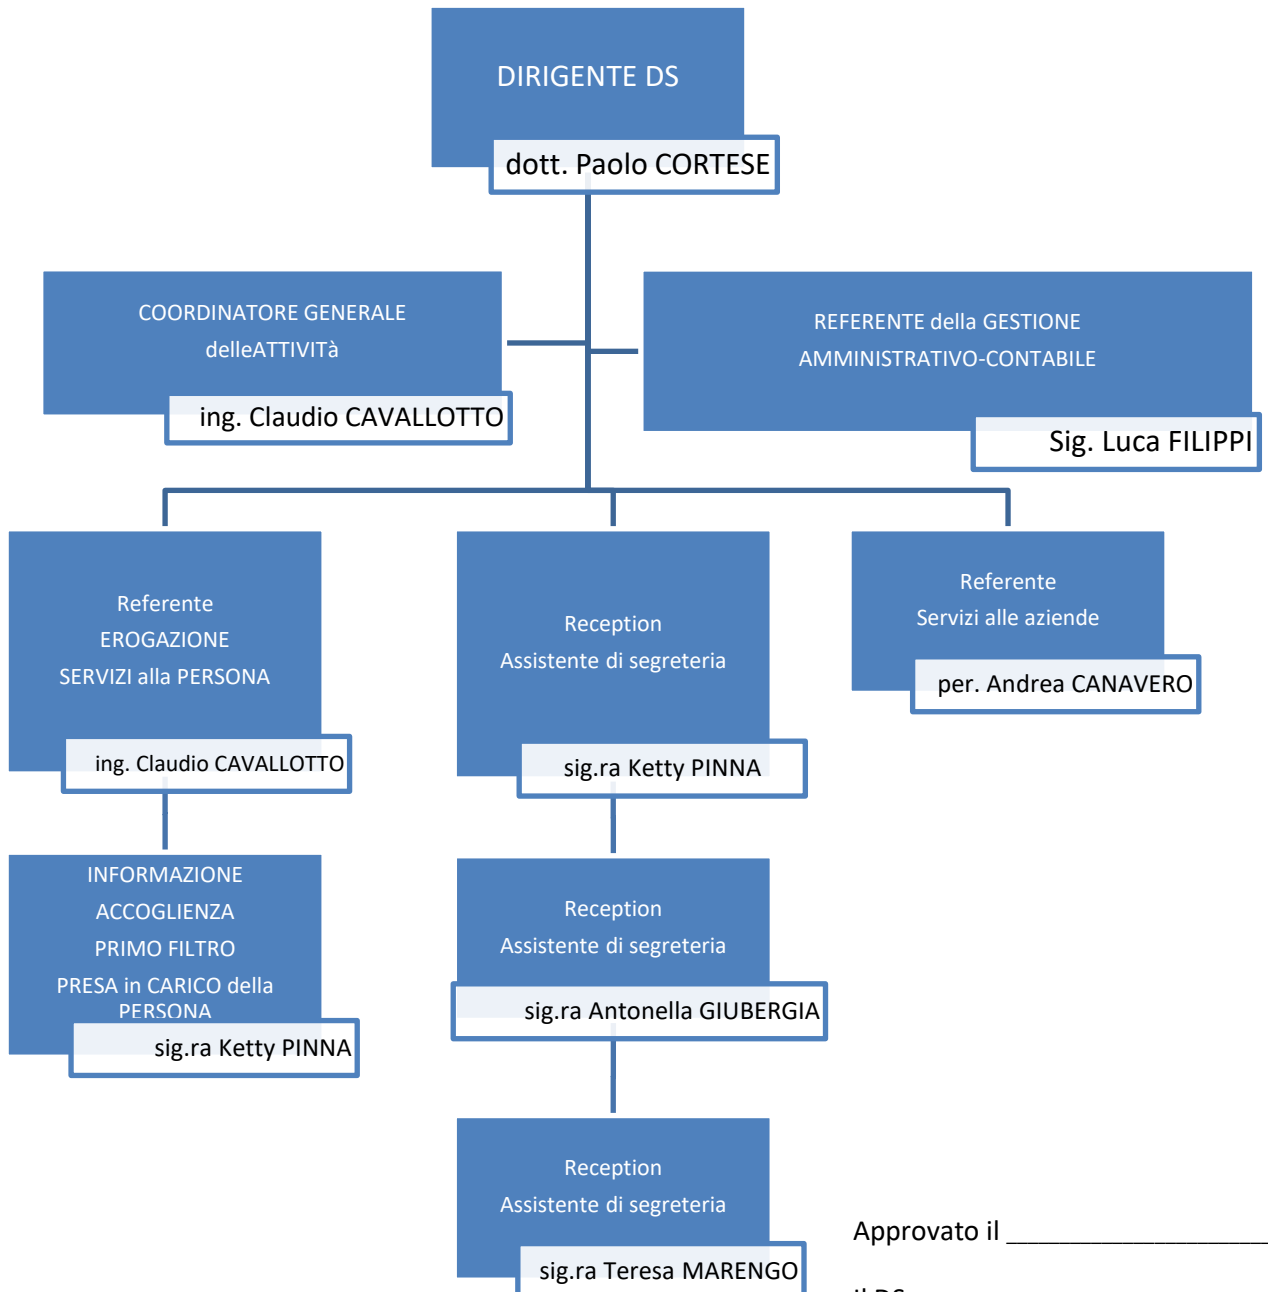 DIRIGENTE DS
dott. Paolo CORTESE
COORDINATORE GENERALE
delleATTIVITà
ing. Claudio CAVALLOTTO
REFERENTE della GESTIONE
AMMINISTRATIVO-CONTABILE
Sig. Luca FILIPPI
Referente
EROGAZIONE
SERVIZI alla PERSONA
ing. Claudio CAVALLOTTO
Reception
Assistente di segreteria
sig.ra Ketty PINNA
Referente
Servizi alle aziende
per. Andrea CANAVERO
INFORMAZIONE
ACCOGLIENZA
PRIMO FILTRO
PRESA in CARICO della
PERSONA
sig.ra Ketty PINNA
Reception
Assistente di segreteria
sig.ra Antonella GIUBERGIA
Reception
Assistente di segreteria
sig.ra Teresa MARENGO
Approvato il ____________________
Il DS